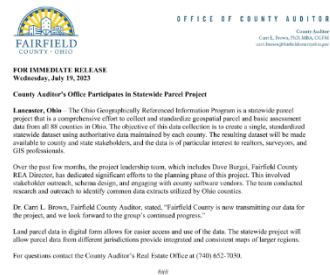 OFFICE OF COUNTY AUDITOR
County Auditor
Carri L. Brown, PhD, MBA, CGFM
FAIRFIELD
COUNTY • OHIO
FOR IMMEDIATE RELEASE
Wednesday, July 19, 2023
County Auditor's Office Participates in Statewide Parcel Project
Lancaster, Ohio – The Ohio Geographically Referenced Information Program is a statewide parcel
project that is a comprehensive effort to collect and standardize geospatial parcel and basic assessment
data from all 88 counties in Ohio. The objective of this data collection is to create a single, standardized
statewide dataset using authoritative data maintained by each county. The resulting dataset will be made
available to county and state stakeholders, and the data is of particular interest to realtors, surveyors, and
GIS professionals.
Over the past few months, the project leadership team, which includes Dave Burgei, Fairfield County
REA Director, has dedicated significant efforts to the planning phase of this project. This involved
stakeholder outreach, schema design, and engaging with county software vendors. The team conducted
research and outreach to identify common data extracts utilized by Ohio counties.
Dr. Carri L. Brown, Fairfield County Auditor, stated, "Fairfield County is now transmitting our data for
the project, and we look forward to the group's continued progress."
Land parcel data in digital form allows for easier access and use of the data. The statewide project will
allow parcel data from different jurisdictions provide integrated and consistent maps of larger regions.
For questions contact the County Auditor's Real Estate Office at (740) 652-7030.
###